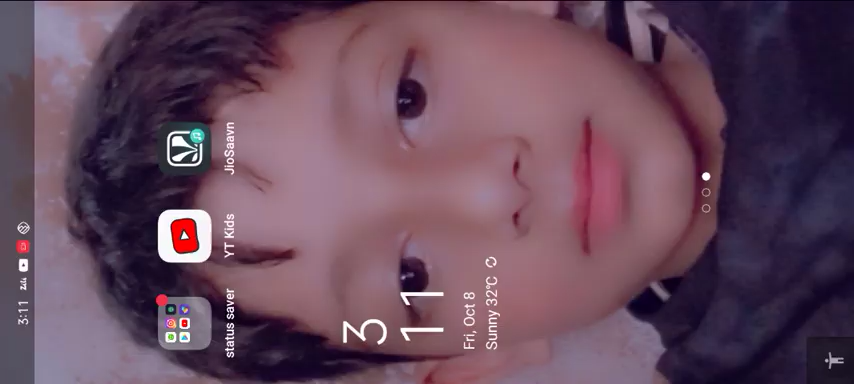 3:11
3
11
Fri, Oct 8
Sunny 32°C
status saver
YT Kids
JioSaavn